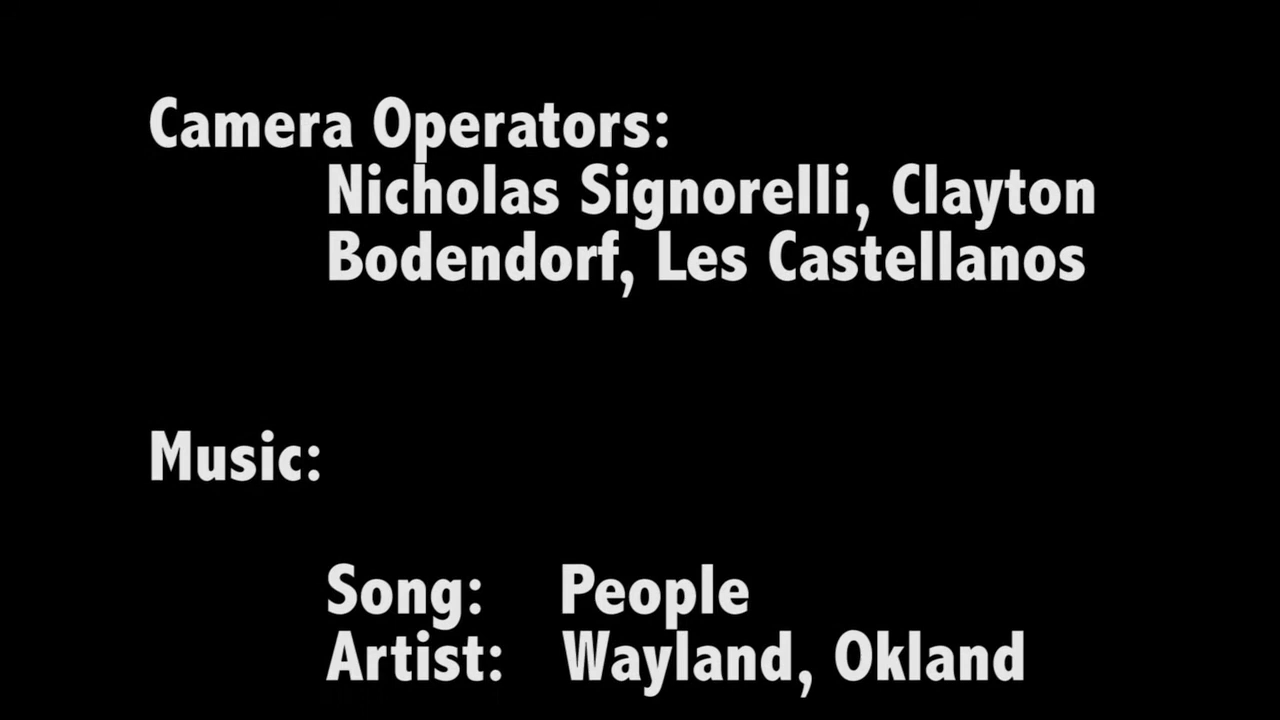 Camera Operators:
Nicholas Signorelli, Clayton
Bodendorf, Les Castellanos
Music:
Song: People
Artist: Wayland, Okland